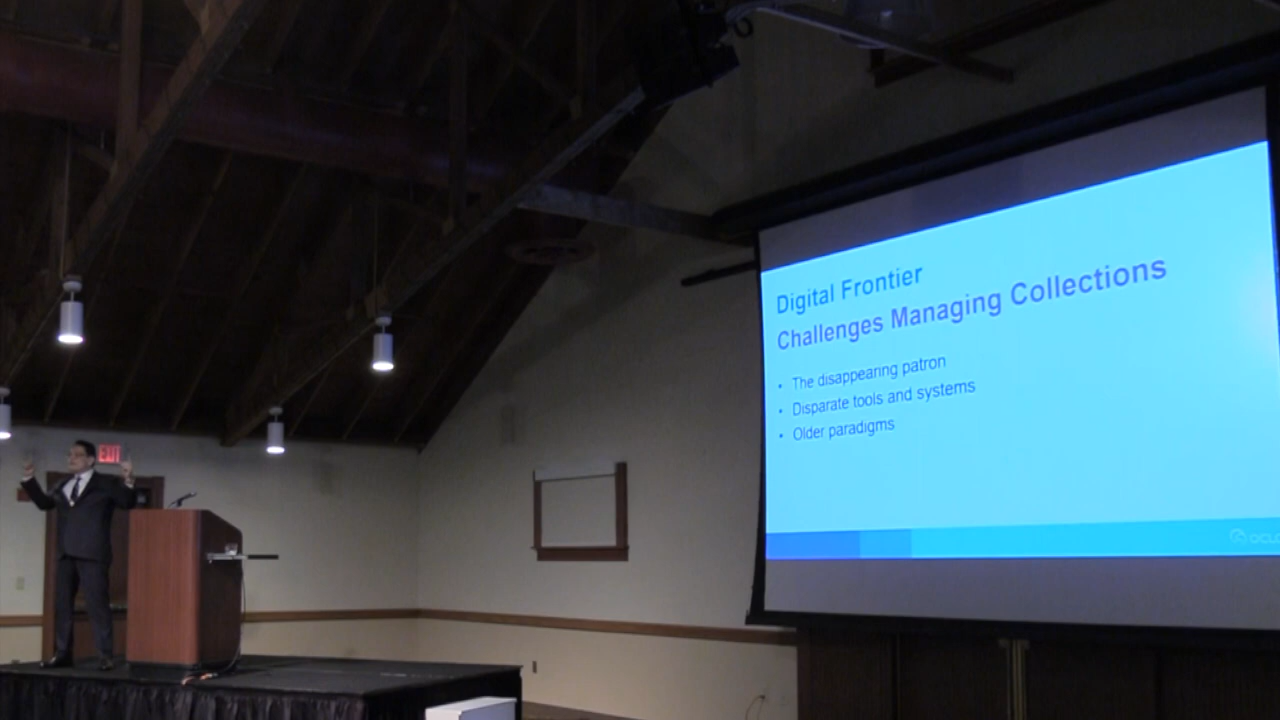 Digital Frontier
Challenges Managing Collections
• The disappearing patron
• Disparate tools and systems
• Older paradigms
EXIT